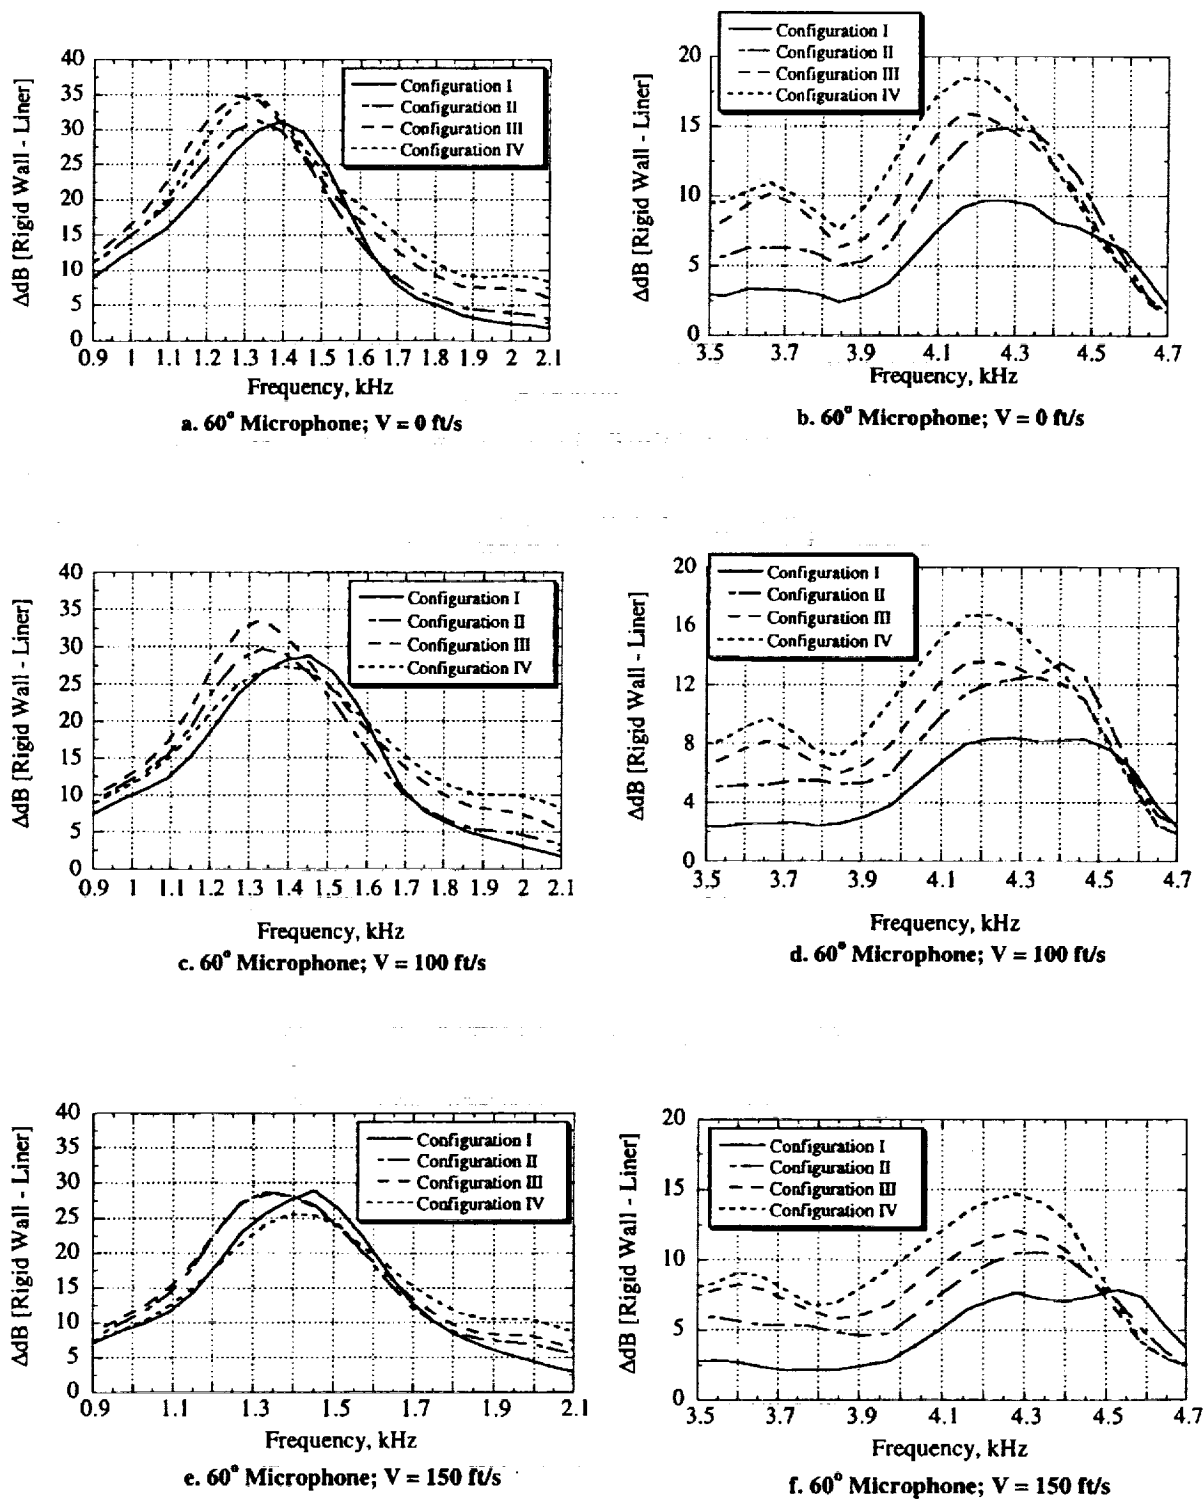 Configuration I
Configuration II
Configuration III
Configuration IV
ΔdB [Rigid Wall - Liner]
40
35
30
25
20
15
10
5
0
0.9 1 1.1 1.2 1.3 1.4 1.5 1.6 1.7 1.8 1.9 2 2.1
Frequency, kHz
a. 60° Microphone; V = 0 ft/s
Configuration I
Configuration II
Configuration III
Configuration IV
ΔdB [Rigid Wall - Liner]
20
15
10
5
0
3.5 3.7 3.9 4.1 4.3 4.5 4.7
Frequency, kHz
b. 60° Microphone; V = 0 ft/s
Configuration I
Configuration II
Configuration III
Configuration IV
ΔdB [Rigid Wall - Liner]
40
35
30
25
20
15
10
5
0
0.9 1 1.1 1.2 1.3 1.4 1.5 1.6 1.7 1.8 1.9 2 2.1
Frequency, kHz
c. 60° Microphone; V = 100 ft/s
Configuration I
Configuration II
Configuration III
Configuration IV
ΔdB [Rigid Wall - Liner]
20
16
12
8
4
0
3.5 3.7 3.9 4.1 4.3 4.5 4.7
Frequency, kHz
d. 60° Microphone; V = 100 ft/s
Configuration I
Configuration II
Configuration III
Configuration IV
ΔdB [Rigid Wall - Liner]
40
35
30
25
20
15
10
5
0
0.9 1.1 1.3 1.5 1.7 1.9 2.1
Frequency, kHz
e. 60° Microphone; V = 150 ft/s
Configuration I
Configuration II
Configuration III
Configuration IV
ΔdB [Rigid Wall - Liner]
20
15
10
5
0
3.5 3.7 3.9 4.1 4.3 4.5 4.7
Frequency, kHz
f. 60° Microphone; V = 150 ft/s